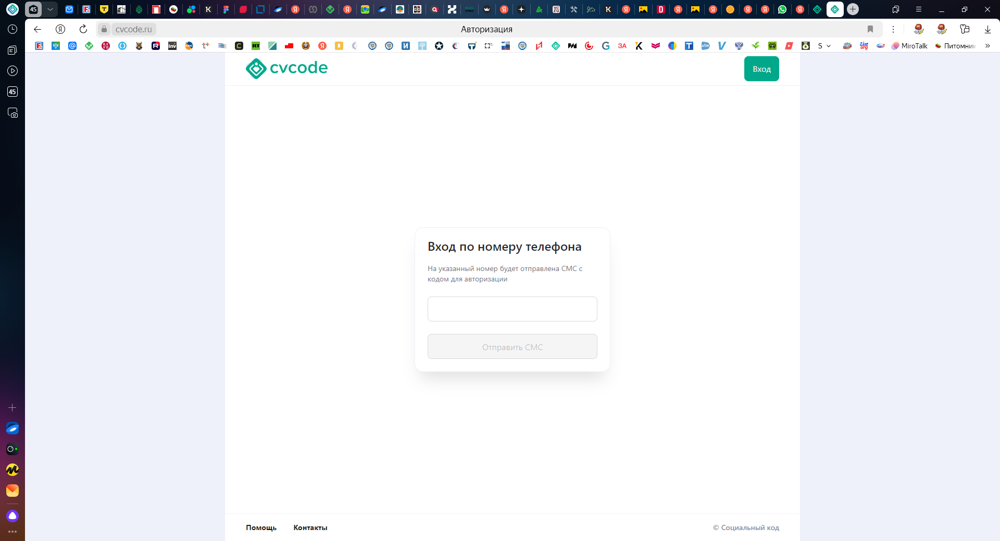 45
cvcode.ru
Авторизация
S
MiroTalk
Питомник
45
cvcode
Вход
Вход по номеру телефона
На указанный номер будет отправлена СМС с
кодом для авторизации
Отправить СМС
Помощь
Контакты
© Социальный код